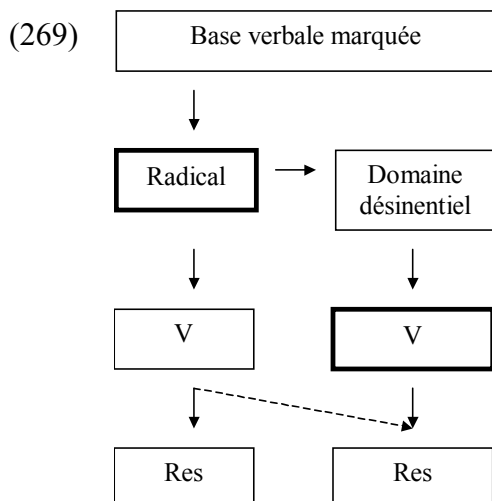 (269)
Base verbale marquée
Radical
Domaine
désinentiel
V
V
Res
Res